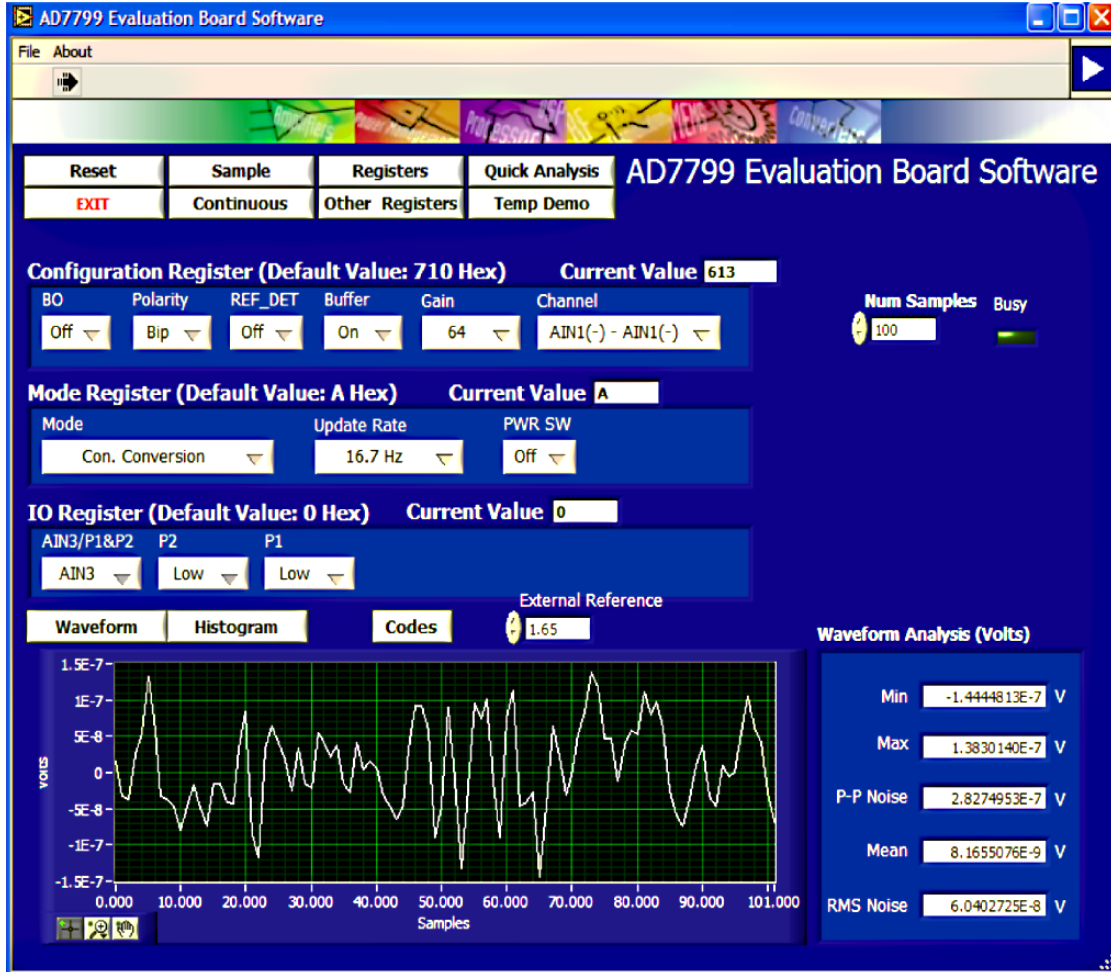 AD7799 Evaluation Board Software
File About
Amplifiers Power Management Processor DSP RF MEMS Converters
Reset Sample Registers Quick Analysis AD7799 Evaluation Board Software
EXIT Continuous Other Registers Temp Demo
Configuration Register (Default Value: 710 Hex) Current Value 613
BO Polarity REF_DET Buffer Gain Channel
Off Bip Off On 64 AIN1(-) - AIN1(-)
Num Samples Busy
100
Mode Register (Default Value: A Hex) Current Value A
Mode Update Rate PWR SW
Con. Conversion 16.7 Hz Off
IO Register (Default Value: 0 Hex) Current Value 0
AIN3/P1&P2 P2 P1
AIN3 Low Low
External Reference
Waveform Histogram Codes 1.65
Waveform Analysis (Volts)
1.5E-7-
1E-7-
5E-8-
0-
-5E-8-
-1E-7-
-1.5E-7-
volts
0.000 10.000 20.000 30.000 40.000 50.000 60.000 70.000 80.000 90.000 101.000
Samples
Min -1.4444813E-7 V
Max 1.3830140E-7 V
P-P Noise 2.8274953E-7 V
Mean 8.1655076E-9 V
RMS Noise 6.0402725E-8 V